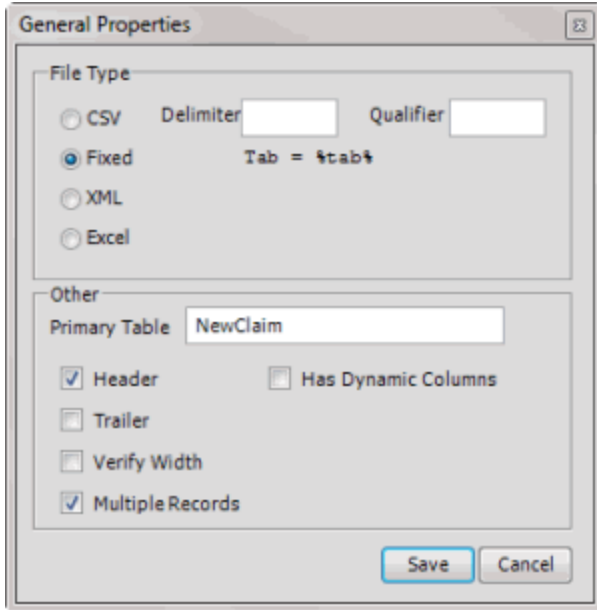 General Properties
File Type
CSV Delimiter Qualifier
Fixed Tab = %tab%
XML
Excel
Other
Primary Table NewClaim
Header Has Dynamic Columns
Trailer
Verify Width
Multiple Records
Save Cancel